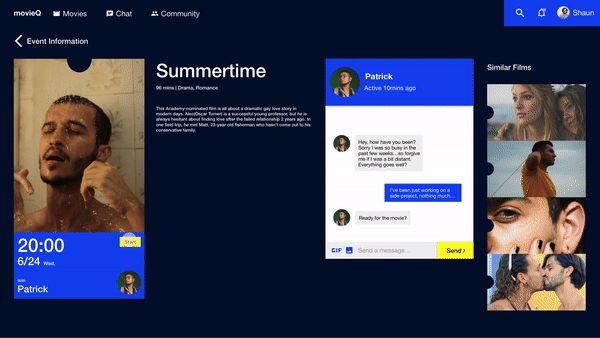 movieQ Movies Chat Community Shaun
Event Information
Summertime
96 mins | Drama, Romance
This Academy-nominated film is all about a dramatic gay love story in
modern days. Alec(Oscar Turner) is a successful young professor, but he is
always hesitant about finding love after the failed relationship 2 years ago. In
one field trip, he met Matt, 23-year-old fisherman who hasn't come out to his
conservative family.
20:00
Start
6/24 Wed.
With
Patrick
Patrick
Active 10mins ago
Hey, how have you been?
Sorry I was so busy in the
past few weeks...so forgive
me if I was a bit distant.
Everything goes well?
I've been just working on a
side-project, nothing much...
Ready for the movie?
GIF Send a message... Send
Similar Films